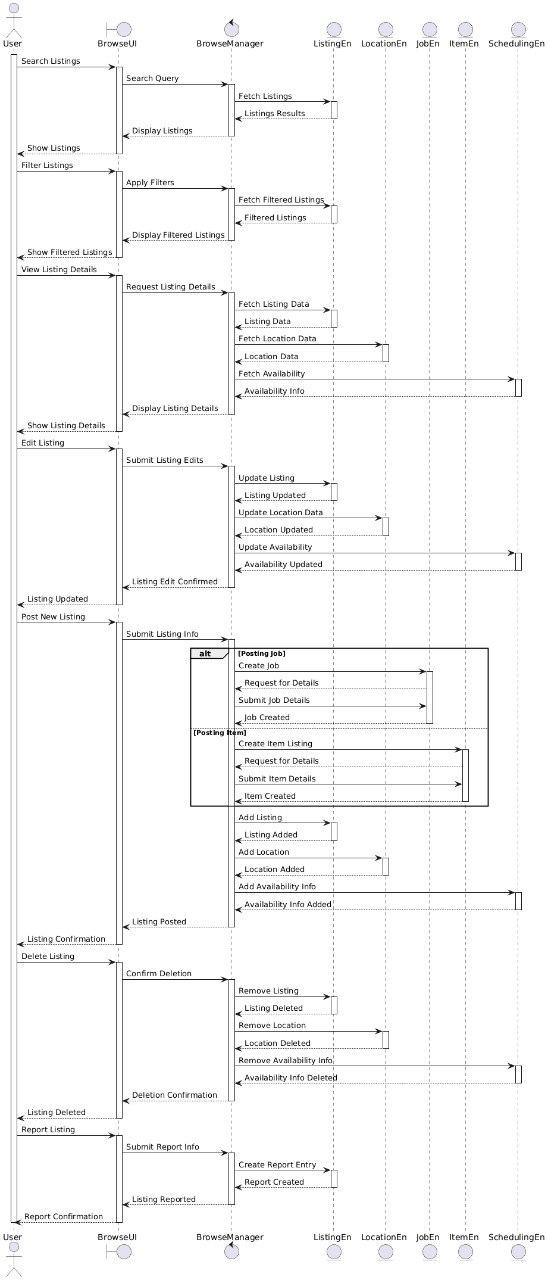 User BrowseUI BrowseManager ListingEn LocationEn JobEn ItemEn SchedulingEn
Search Listings
Search Query
Fetch Listings
Listings Results
Display Listings
Show Listings
Filter Listings
Apply Filters
Fetch Filtered Listings
Filtered Listings
Display Filtered Listings
Show Filtered Listings
View Listing Details
Request Listing Details
Fetch Listing Data
Listing Data
Fetch Location Data
Location Data
Fetch Availability
Availability Info
Display Listing Details
Show Listing Details
Edit Listing
Submit Listing Edits
Update Listing
Listing Updated
Update Location Data
Location Updated
Update Availability
Availability Updated
Listing Edit Confirmed
Listing Updated
Post New Listing
Submit Listing Info
alt [Posting Job]
Create Job
Request for Details
Submit Job Details
Job Created
[Posting Item]
Create Item Listing
Request for Details
Submit Item Details
Item Created
Add Listing
Listing Added
Add Location
Location Added
Add Availability Info
Availability Info Added
Listing Posted
Listing Confirmation
Delete Listing
Confirm Deletion
Remove Listing
Listing Deleted
Remove Location
Location Deleted
Remove Availability Info
Availability Info Deleted
Deletion Confirmation
Listing Deleted
Report Listing
Submit Report Info
Create Report Entry
Report Created
Listing Reported
Report Confirmation
User BrowseUI BrowseManager ListingEn LocationEn JobEn ItemEn SchedulingEn